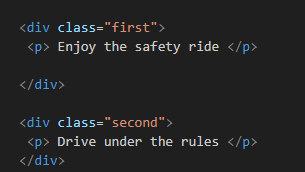 <div class="first">
<p> Enjoy the safety ride </p>
</div>
<div class="second">
<p> Drive under the rules </p>
</div>